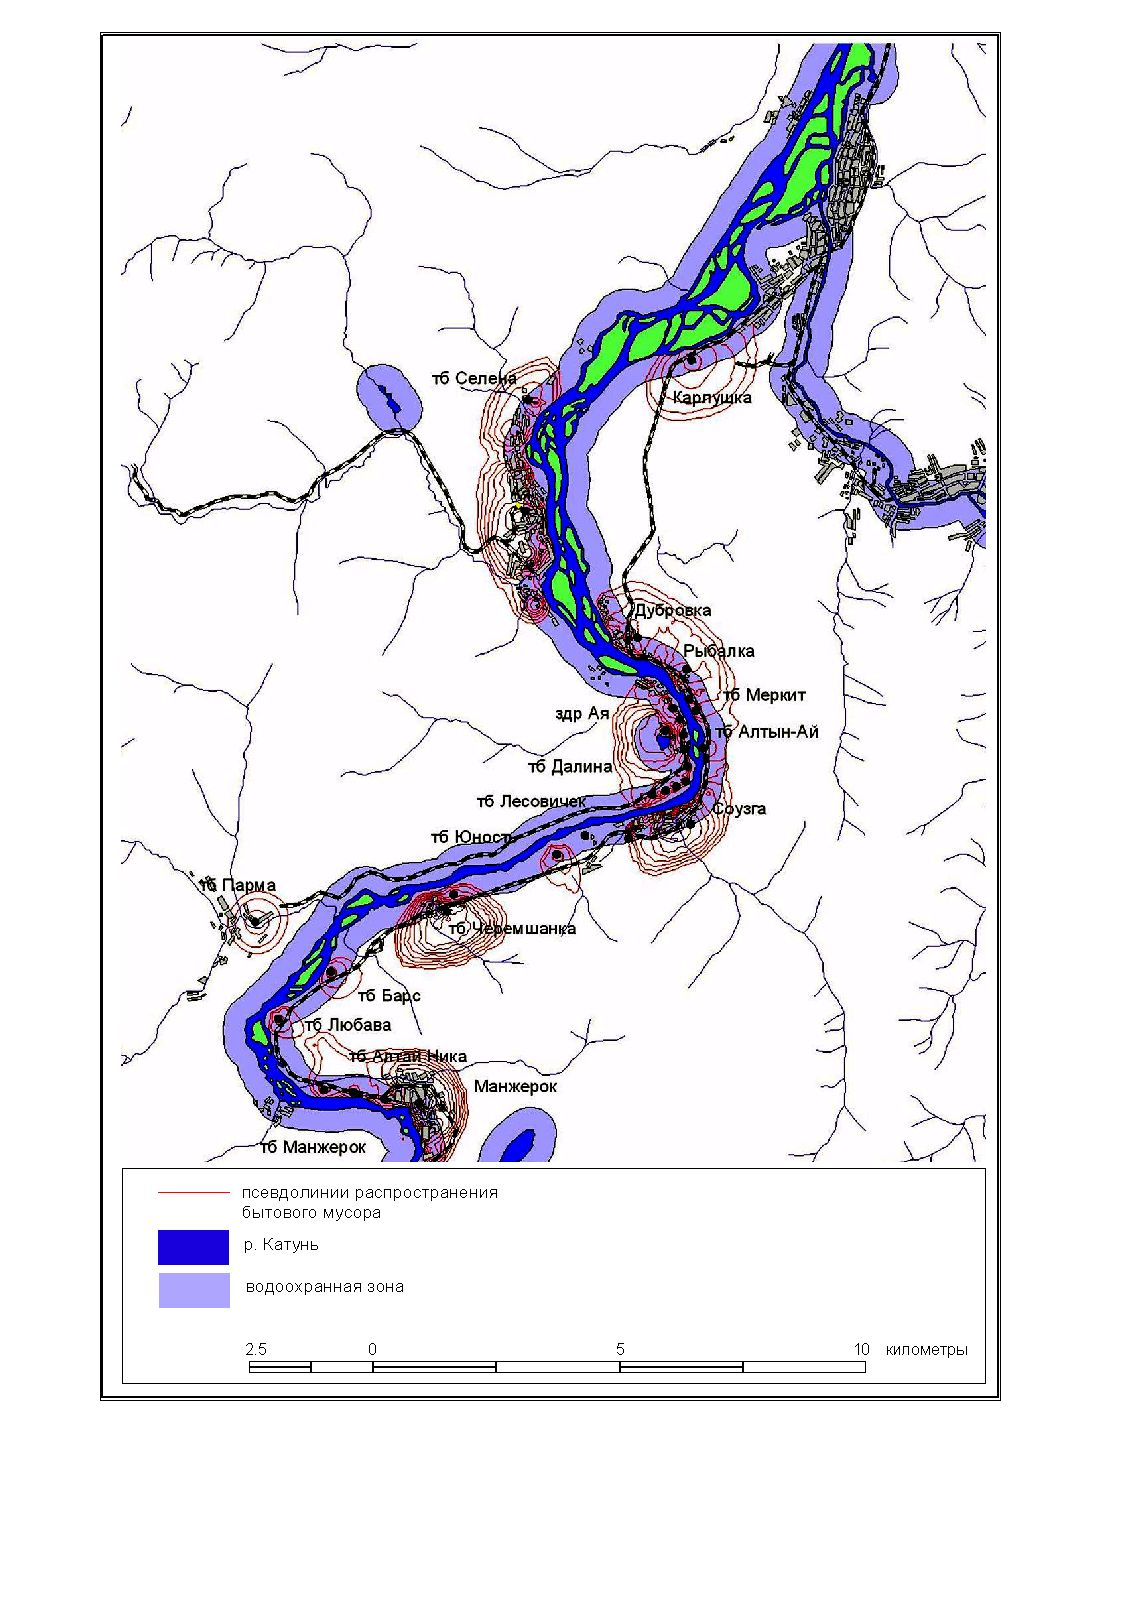 тб Селена
Карлушка
Дубровка
Рыбалка
тб Меркит
здр Ая
тб Алтын-Ай
тб Далина
тб Лесовичек
Соузга
тб Юность
тб Парма
тб Черемшанка
тб Барс
тб Любава
тб Алтай Ника
Манжерок
тб Манжерок
псевдолинии распространения
бытового мусора
р. Катунь
водоохранная зона
2.5 0 5 10 километры